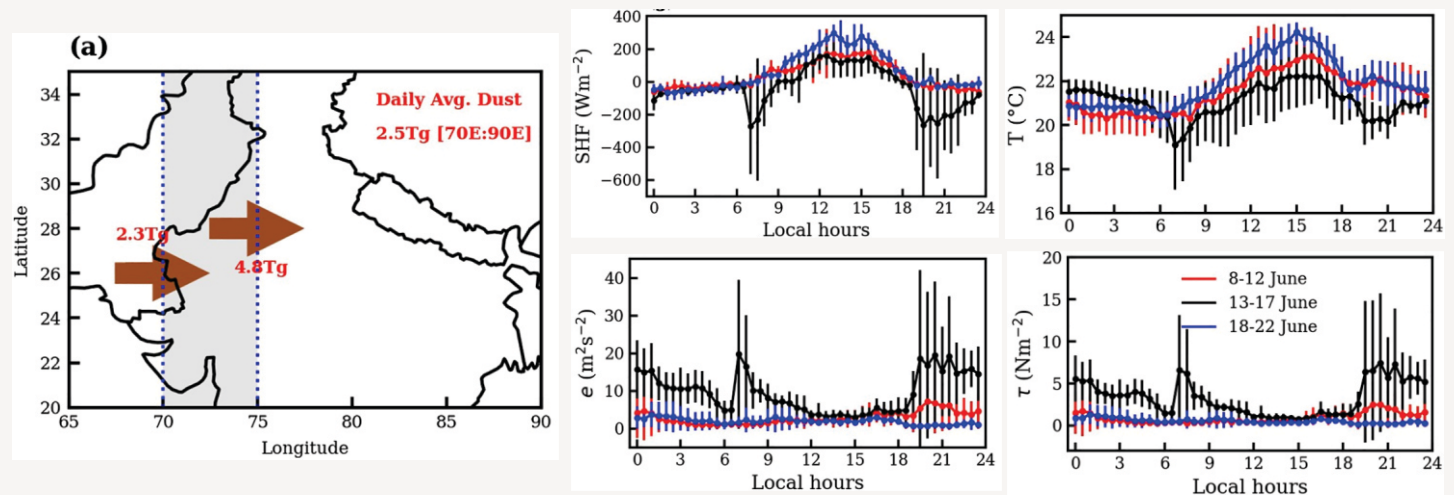 (a)
Daily Avg. Dust
2.5Tg [70E:90E]
2.3Tg
4.8Tg
Latitude
34
32
30
28
26
24
22
20
65 70 75 80 85 90
Longitude
SHF (Wm⁻²)
400
200
0
−200
−400
−600
0 3 6 9 12 15 18 21 24
Local hours
T (°C)
24
22
20
18
16
0 3 6 9 12 15 18 21 24
Local hours
e (m²s⁻²)
40
30
20
10
0
0 3 6 9 12 15 18 21 24
Local hours
τ (Nm⁻²)
20
15
10
5
0
8-12 June
13-17 June
18-22 June
0 3 6 9 12 15 18 21 24
Local hours